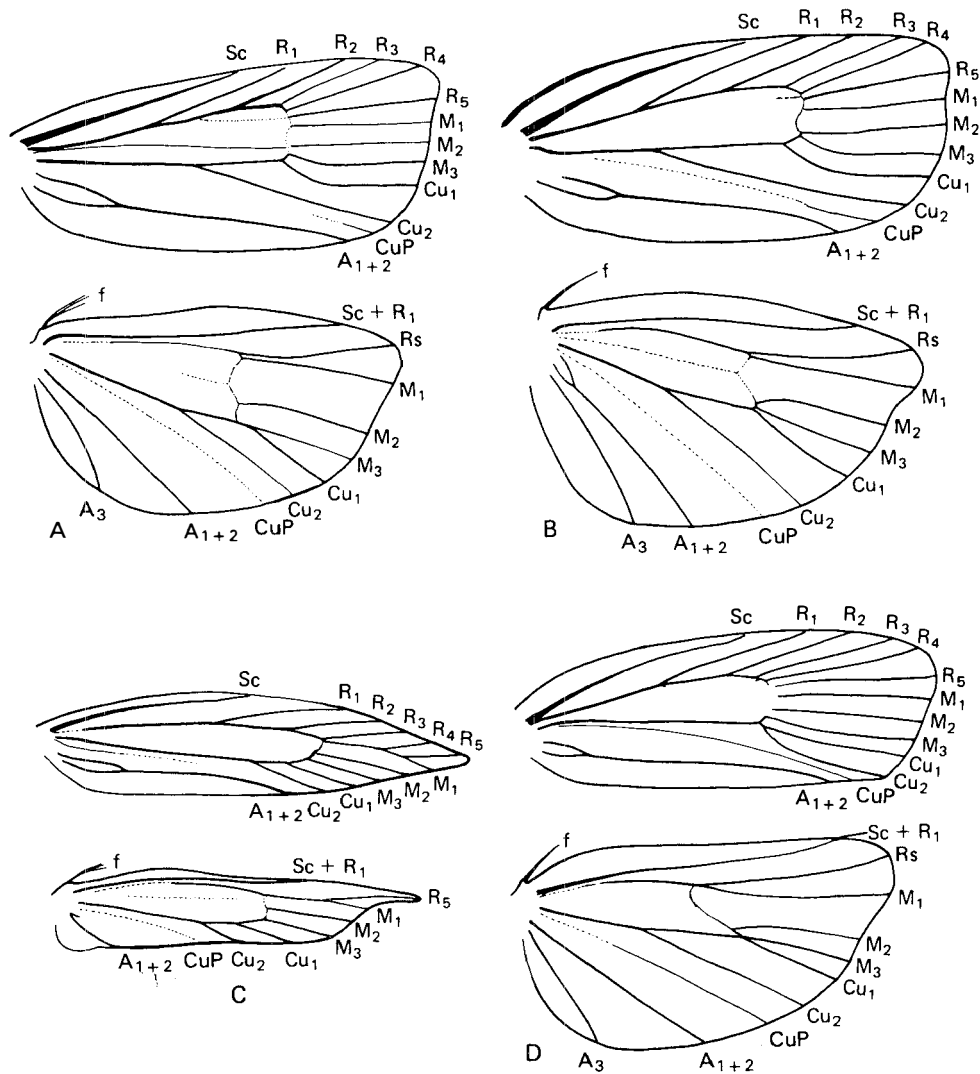 Sc R₁ R₂ R₃ R₄
R₅
M₁
M₂
M₃
Cu₁
Cu₂
CuP
A₁₊₂
f
Sc + R₁
Rs
M₁
M₂
M₃
Cu₁
Cu₂
CuP
A₁₊₂
A₃
A
Sc R₁ R₂ R₃ R₄
R₅
M₁
M₂
M₃
Cu₁
Cu₂
CuP
A₁₊₂
f
Sc + R₁
Rs
M₁
M₂
M₃
Cu₁
Cu₂
CuP
A₁₊₂
A₃
B
Sc R₁ R₂ R₃ R₄ R₅
A₁₊₂ Cu₂ Cu₁ M₃ M₂ M₁
f
Sc + R₁
R₅
M₁
M₂
M₃
A₁₊₂ CuP Cu₂ Cu₁
C
Sc R₁ R₂ R₃ R₄
R₅
M₁
M₂
M₃
Cu₁
Cu₂
CuP
A₁₊₂
f
Sc + R₁
Rs
M₁
M₂
M₃
Cu₁
Cu₂
CuP
A₁₊₂
A₃
D